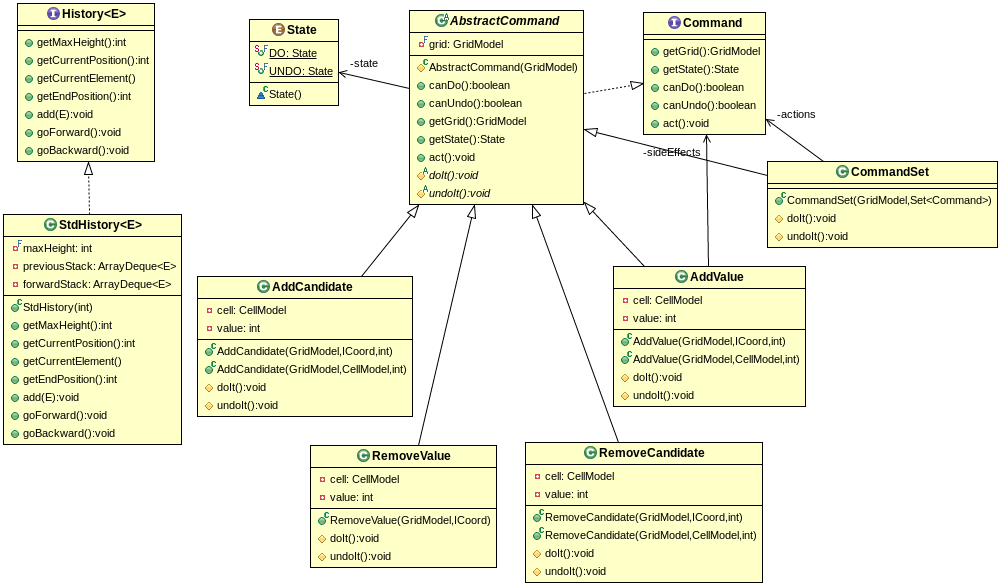 History<E>
getMaxHeight():int
getCurrentPosition():int
getCurrentElement()
getEndPosition():int
add(E):void
goForward():void
goBackward():void
State
DO: State
UNDO: State
State()
-state
AbstractCommand
grid: GridModel
AbstractCommand(GridModel)
canDo():boolean
canUndo():boolean
getGrid():GridModel
getState():State
act():void
doIt():void
undoIt():void
Command
getGrid():GridModel
getState():State
canDo():boolean
canUndo():boolean
act():void
-actions
-sideEffects
CommandSet
CommandSet(GridModel,Set<Command>)
doIt():void
undoIt():void
StdHistory<E>
maxHeight: int
previousStack: ArrayDeque<E>
forwardStack: ArrayDeque<E>
StdHistory(int)
getMaxHeight():int
getCurrentPosition():int
getCurrentElement()
getEndPosition():int
add(E):void
goForward():void
goBackward():void
AddCandidate
cell: CellModel
value: int
AddCandidate(GridModel,ICoord,int)
AddCandidate(GridModel,CellModel,int)
doIt():void
undoIt():void
AddValue
cell: CellModel
value: int
AddValue(GridModel,ICoord,int)
AddValue(GridModel,CellModel,int)
doIt():void
undoIt():void
RemoveValue
cell: CellModel
value: int
RemoveValue(GridModel,ICoord)
doIt():void
undoIt():void
RemoveCandidate
cell: CellModel
value: int
RemoveCandidate(GridModel,ICoord,int)
RemoveCandidate(GridModel,CellModel,int)
doIt():void
undoIt():void